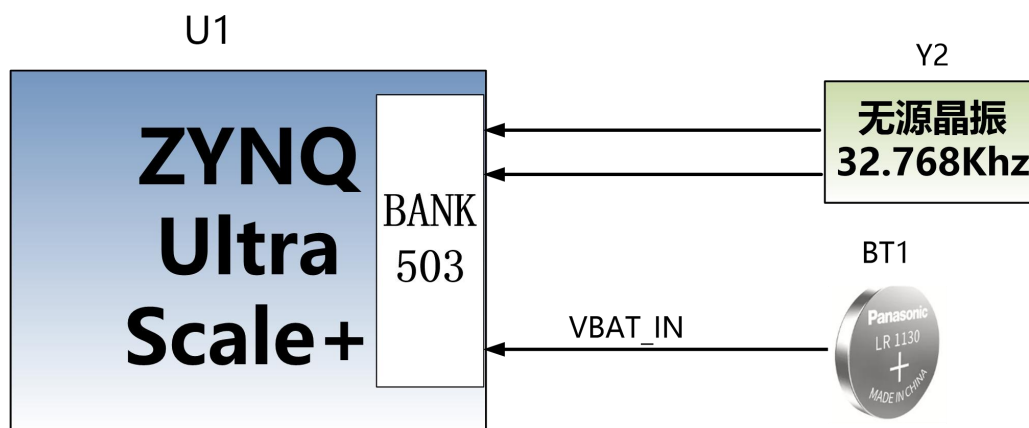 U1
ZYNQ
Ultra
Scale+
BANK
503
Y2
无源晶振
32.768Khz
VBAT_IN
BT1
Panasonic
LR 1130
+
MADE IN CHINA